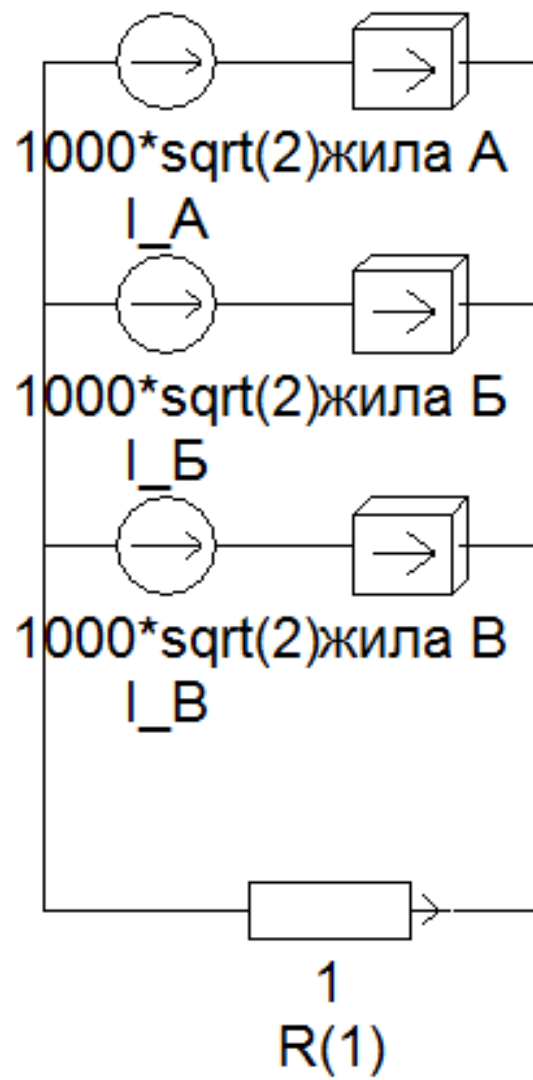 1000*sqrt(2)жила А
I_А
1000*sqrt(2)жила Б
I_Б
1000*sqrt(2)жила В
I_В
1
R(1)